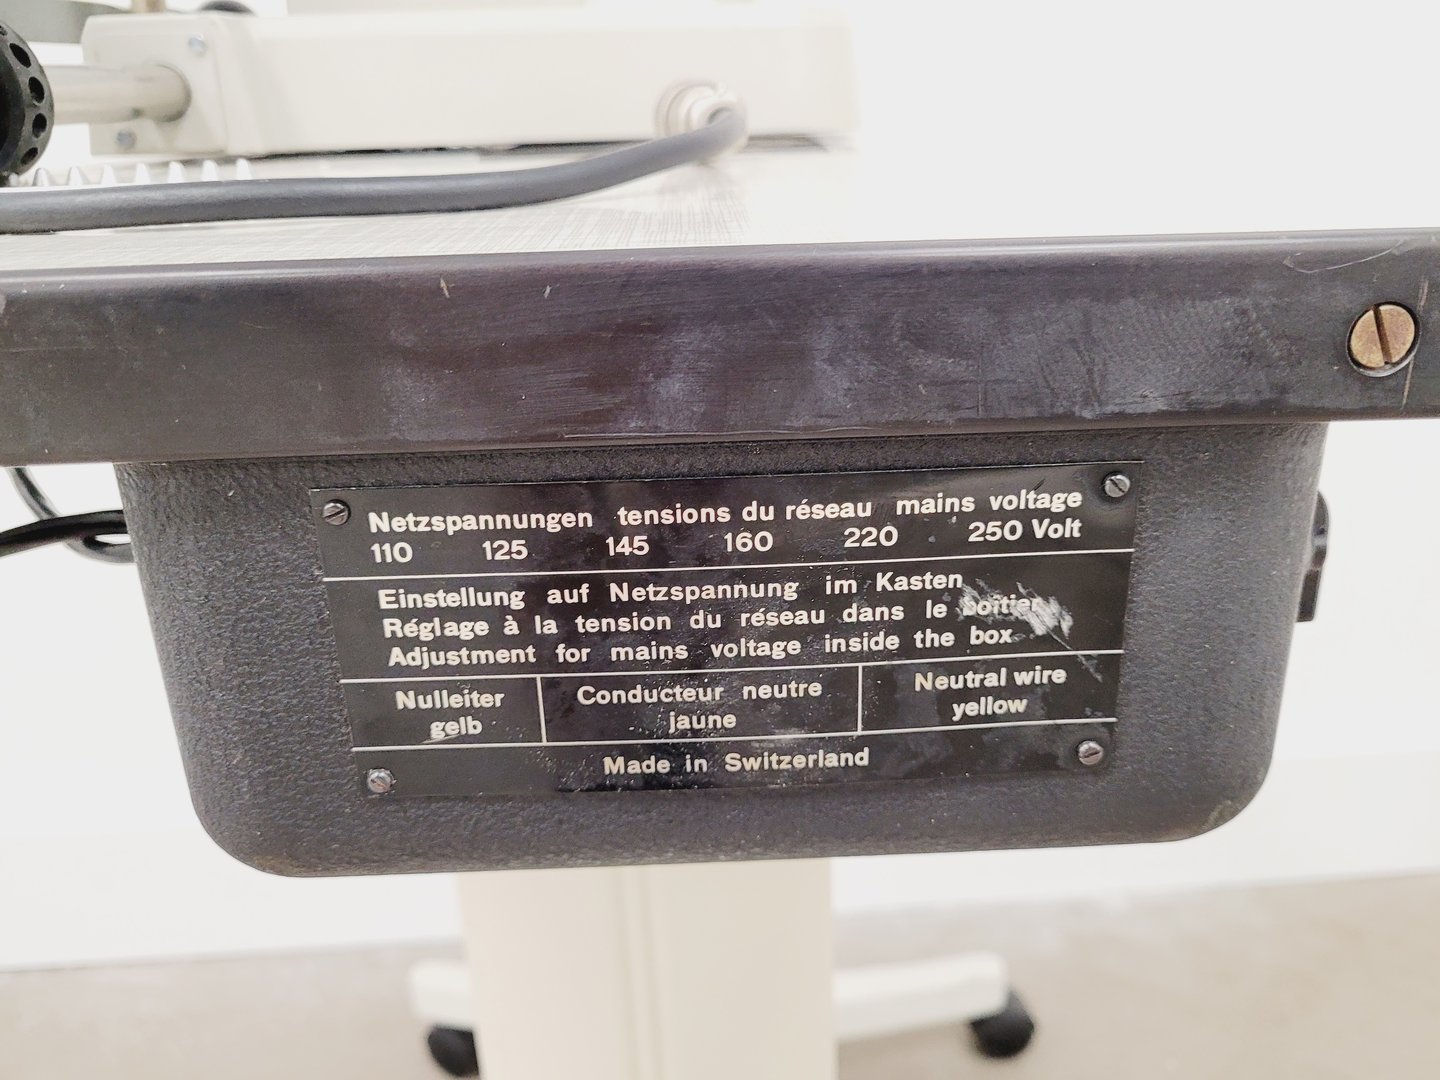 Netzspannungen tensions du réseau mains voltage
110 125 145 160 220 250 Volt
Einstellung auf Netzspannung im Kasten
Réglage à la tension du réseau dans le boîtier
Adjustment for mains voltage inside the box
Nulleiter
gelb
Conducteur neutre
jaune
Neutral wire
yellow
Made in Switzerland